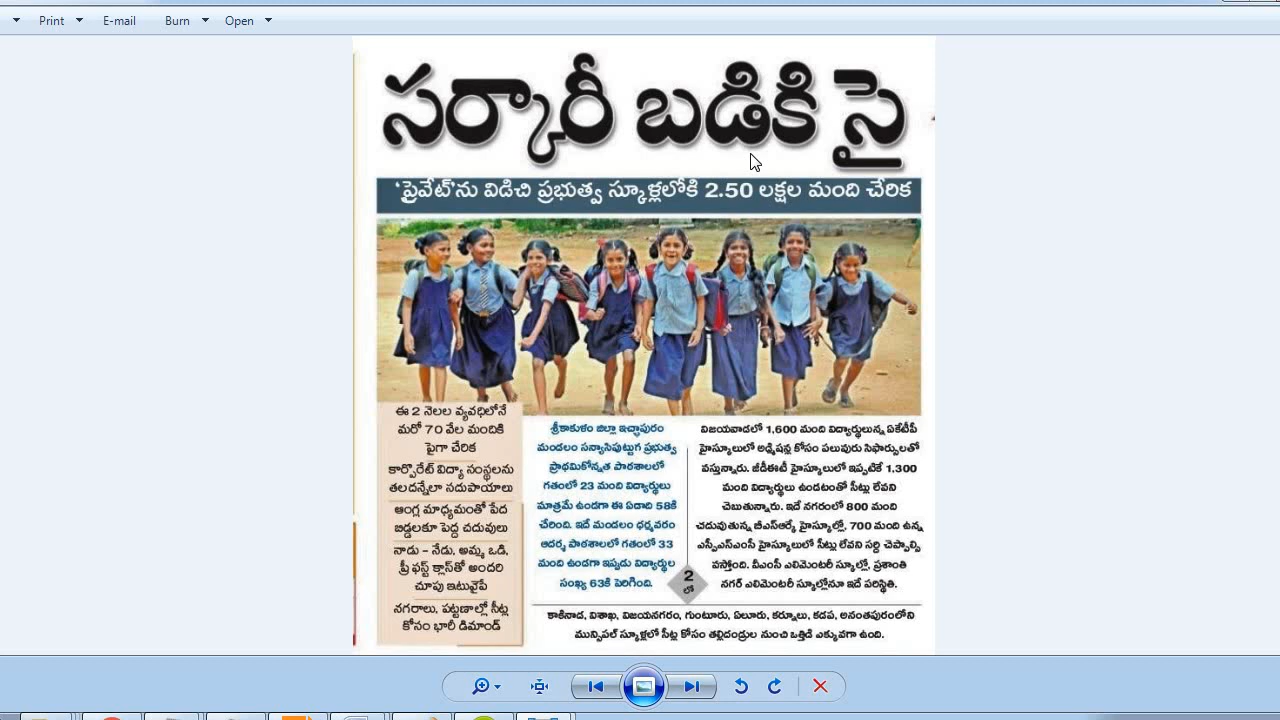 Print E-mail Burn Open
సర్కారీ బడికి సై
‘ప్రైవేట్’ను విడిచి ప్రభుత్వ స్కూళ్లలోకి 2.50 లక్షల మంది చేరిక
ఈ 2 నెలల వ్యవధిలోనే
మరో 70 వేల మందికి
పైగా చేరిక
కార్పొరేట్ విద్యా సంస్థలను
తలదన్నేలా సదుపాయాలు
ఆంగ్ల మాధ్యమంతో పేద
బిడ్డలకూ పెద్ద చదువులు
నాడు – నేడు, అమ్మ ఒడి,
ప్రీ ఫస్ట్ క్లాస్‌తో అందరి
చూపు ఇటువైపే
నగరాలు, పట్టణాల్లో సీట్ల
కోసం భారీ డిమాండ్
శ్రీకాకుళం జిల్లా ఇచ్ఛాపురం
మండలం సన్యాసిపుట్టుగ ప్రభుత్వ
ప్రాథమికోన్నత పాఠశాలలో
గతంలో 23 మంది విద్యార్థులు
మాత్రమే ఉండగా ఈ ఏడాది 58కి
చేరింది. ఇదే మండలం ధర్మవరం
ఆదర్శ పాఠశాలలో గతంలో 33
మంది ఉండగా ఇప్పుడు విద్యార్థుల
సంఖ్య 63కి పెరిగింది.
విజయవాడలో 1,600 మంది విద్యార్థులున్న ఏకేటీపీ
హైస్కూలులో అడ్మిషన్ల కోసం పలువురు సిఫార్సులతో
వస్తున్నారు. జీడీఈటీ హైస్కూలులో ఇప్పటికే 1,300
మంది విద్యార్థులు ఉండటంతో సీట్లు లేవని
చెబుతున్నారు. ఇదే నగరంలో 800 మంది
చదువుతున్న బీఎస్ఆర్కే హైస్కూల్లో, 700 మంది ఉన్న
ఎస్పీఎస్ఎంసీ హైస్కూలులో సీట్లు లేవని సర్ది చెప్పాల్సి
వస్తోంది. వీఎంసీ ఎలిమెంటరీ స్కూల్లో, ప్రశాంతి
నగర్ ఎలిమెంటరీ స్కూల్లోనూ ఇదే పరిస్థితి.
2
లో
కాకినాడ, విశాఖ, విజయనగరం, గుంటూరు, ఏలూరు, కర్నూలు, కడప, అనంతపురంలోని
మున్సిపల్ స్కూళ్లలో సీట్ల కోసం తల్లిదండ్రుల నుంచి ఒత్తిడి ఎక్కువగా ఉంది.